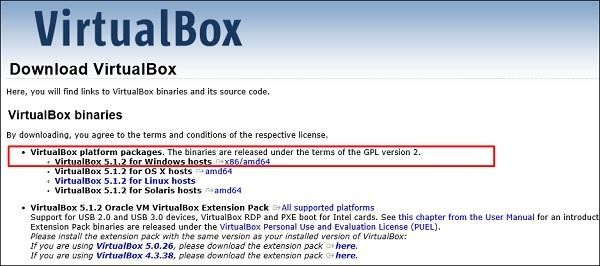 VirtualBox
Download VirtualBox
Here, you will find links to VirtualBox binaries and its source code.
VirtualBox binaries
By downloading, you agree to the terms and conditions of the respective license.
• VirtualBox platform packages. The binaries are released under the terms of the GPL version 2.
• VirtualBox 5.1.2 for Windows hosts x86/amd64
• VirtualBox 5.1.2 for OS X hosts amd64
• VirtualBox 5.1.2 for Linux hosts
• VirtualBox 5.1.2 for Solaris hosts amd64
• VirtualBox 5.1.2 Oracle VM VirtualBox Extension Pack All supported platforms
Support for USB 2.0 and USB 3.0 devices, VirtualBox RDP and PXE boot for Intel cards. See this chapter from the User Manual for an introduct
Extension Pack binaries are released under the VirtualBox Personal Use and Evaluation License (PUEL).
Please install the extension pack with the same version as your installed version of VirtualBox:
If you are using VirtualBox 5.0.26, please download the extension pack here.
If you are using VirtualBox 4.3.38, please download the extension pack here.